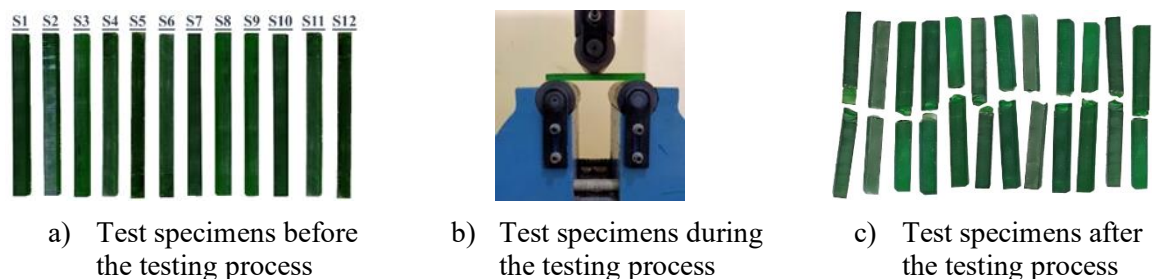 S1 S2 S3 S4 S5 S6 S7 S8 S9 S10 S11 S12
a) Test specimens before
the testing process
b) Test specimens during
the testing process
c) Test specimens after
the testing process